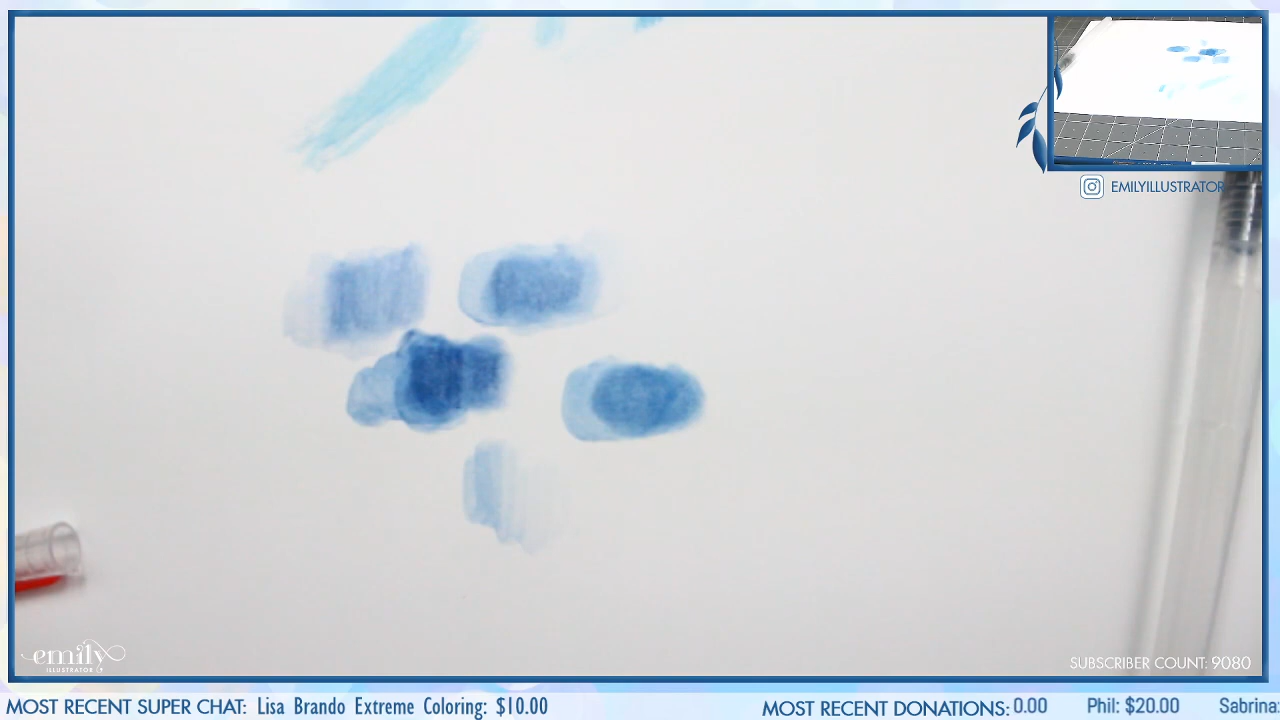 EMILYILLUSTRATOR
emily
ILLUSTRATOR
SUBSCRIBER COUNT: 9080
MOST RECENT SUPER CHAT: Lisa Brando Extreme Coloring: $10.00
MOST RECENT DONATIONS: 0.00 Phil: $20.00 Sabrina: